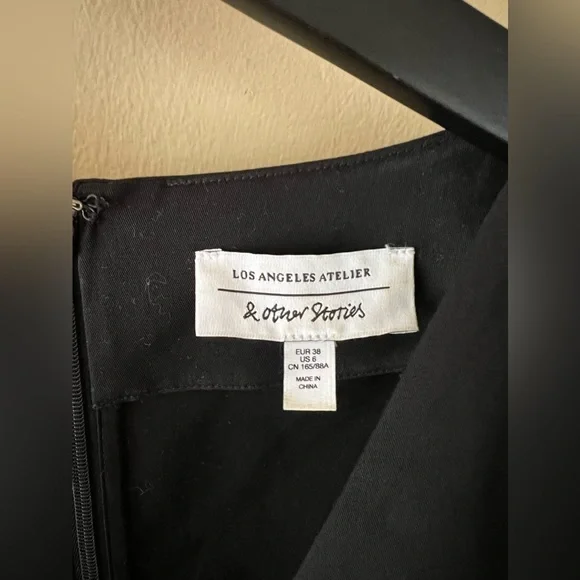 LOS ANGELES ATELIER
& other Stories
EUR 38
US 6
CN 165/88A
MADE IN
CHINA